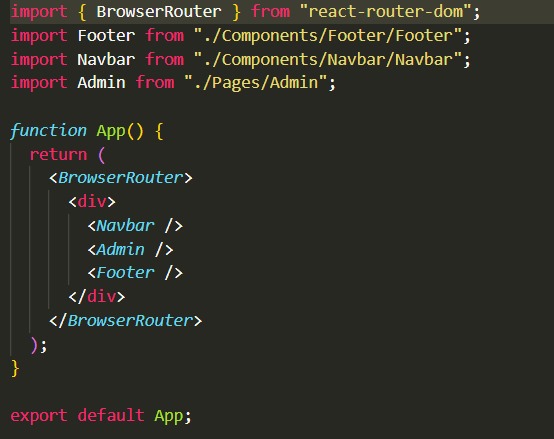 import { BrowserRouter } from "react-router-dom";
import Footer from "./Components/Footer/Footer";
import Navbar from "./Components/Navbar/Navbar";
import Admin from "./Pages/Admin";

function App() {
  return (
    <BrowserRouter>
      <div>
        <Navbar />
        <Admin />
        <Footer />
      </div>
    </BrowserRouter>
  );
}

export default App;